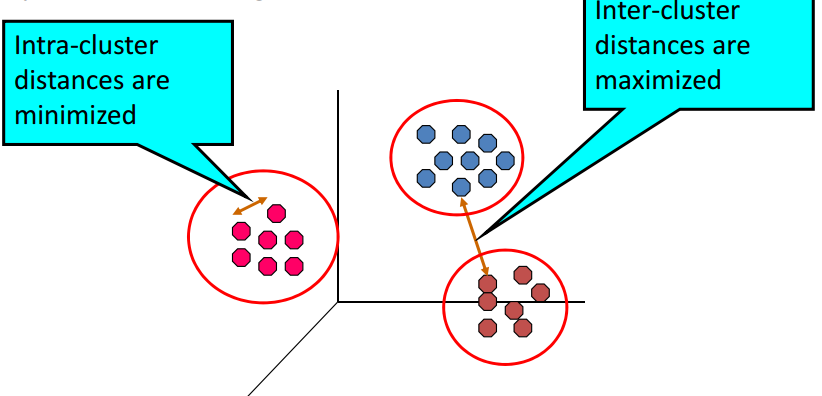 Intra-cluster
distances are
minimized
Inter-cluster
distances are
maximized